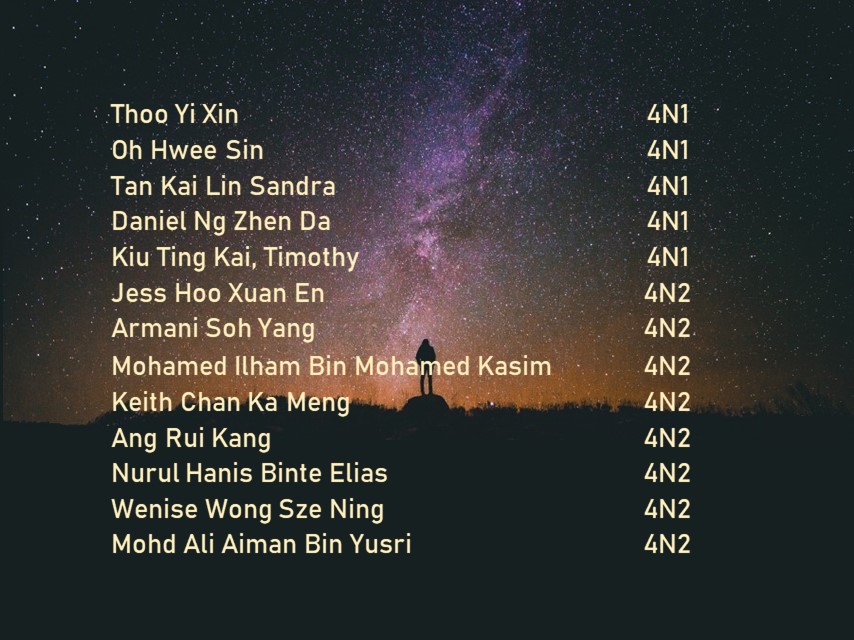 Thoo Yi Xin 4N1
Oh Hwee Sin 4N1
Tan Kai Lin Sandra 4N1
Daniel Ng Zhen Da 4N1
Kiu Ting Kai, Timothy 4N1
Jess Hoo Xuan En 4N2
Armani Soh Yang 4N2
Mohamed Ilham Bin Mohamed Kasim 4N2
Keith Chan Ka Meng 4N2
Ang Rui Kang 4N2
Nurul Hanis Binte Elias 4N2
Wenise Wong Sze Ning 4N2
Mohd Ali Aiman Bin Yusri 4N2